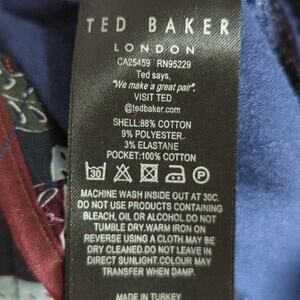 TED BAKER
LONDON
CA25459 RN95229
Ted says,
"We make a great pair".
VISIT TED
@tedbaker.com
SHELL:88% COTTON
9% POLYESTER.
3% ELASTANE
POCKET:100% COTTON
30
MACHINE WASH INSIDE OUT AT 30C.
DO NOT USE PRODUCTS CONTAINING
BLEACH, OIL OR ALCOHOL DO NOT
TUMBLE DRY.WARM IRON ON
REVERSE USING A CLOTH.MAY BE
DRY CLEANED.DO NOT LEAVE IN
DIRECT SUNLIGHT.COLOUR MAY
TRANSFER WHEN DAMP.
MADE IN TURKEY